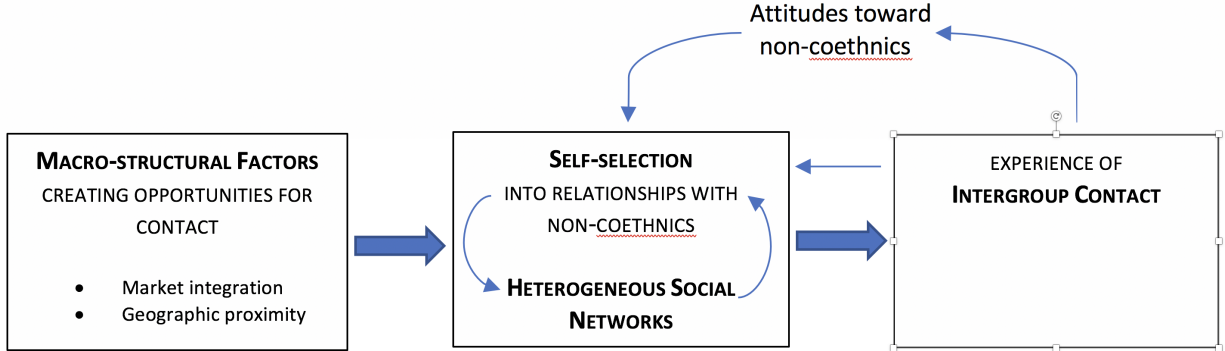 Attitudes toward
non-coethnics
MACRO-STRUCTURAL FACTORS
CREATING OPPORTUNITIES FOR
CONTACT
• Market integration
• Geographic proximity
SELF-SELECTION
INTO RELATIONSHIPS WITH
NON-COETHNICS
HETEROGENEOUS SOCIAL
NETWORKS
EXPERIENCE OF
INTERGROUP CONTACT